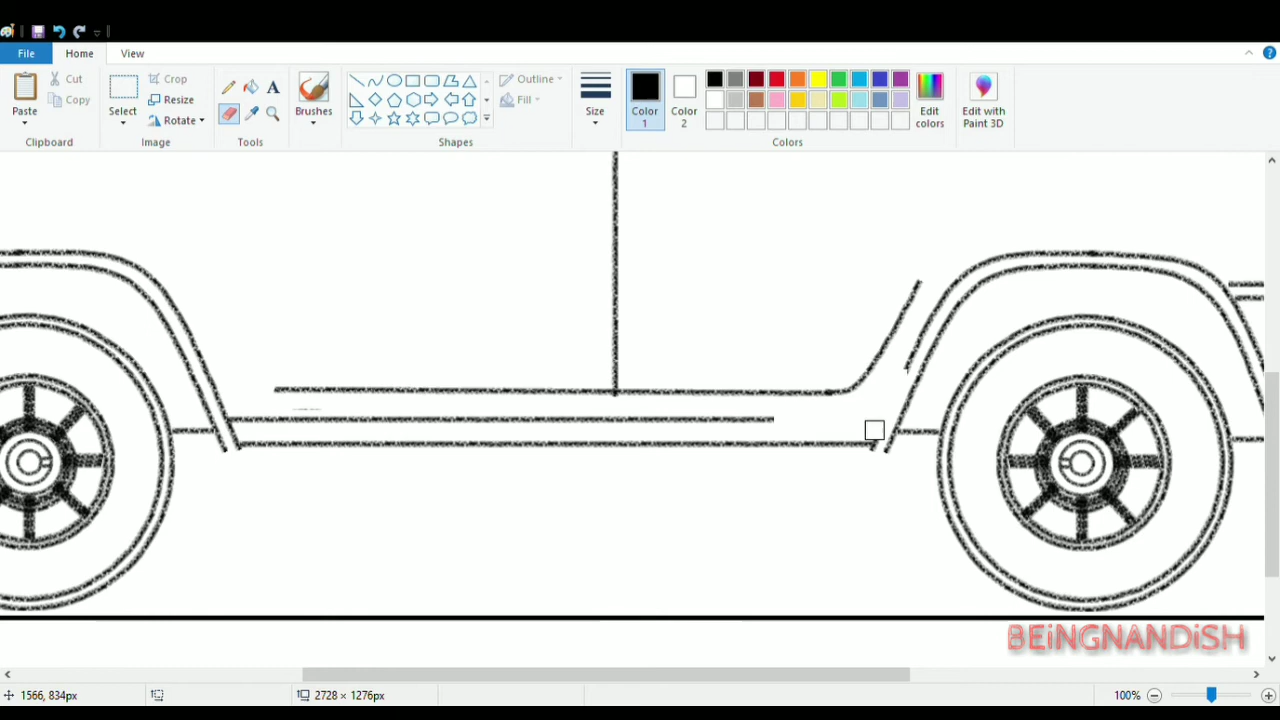 File Home View
Paste
Cut
Copy
Clipboard
Select
Crop
Resize
Rotate
Image
A
Tools
Brushes
Outline
Fill
Shapes
Size
Color 1
Color 2
Edit colors
Colors
Edit with Paint 3D
BEiNGNANDiSH
1566, 834px
2728 × 1276px
100%